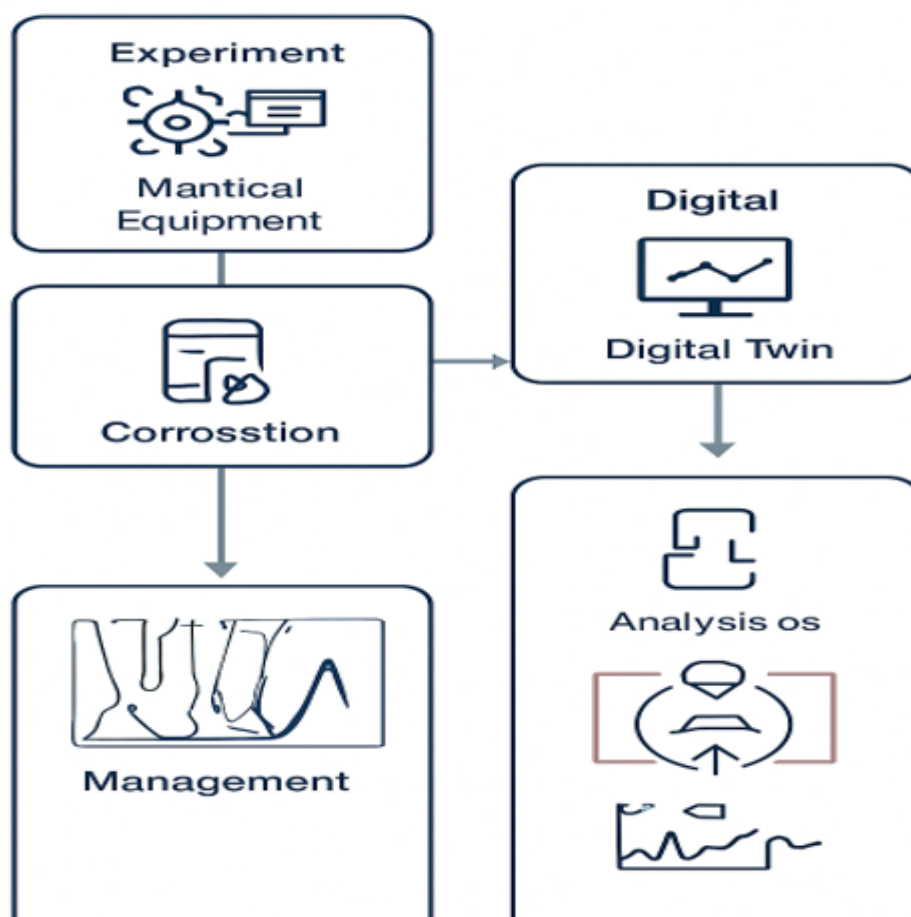 Experiment
Mantical
Equipment
Corrosstion
Management
Digital
Digital Twin
Analysis os